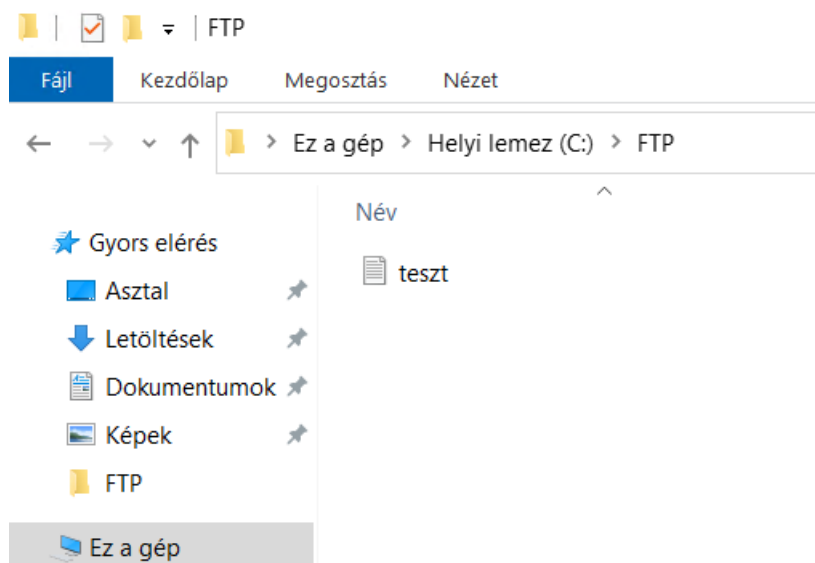 FTP
Fájl Kezdőlap Megosztás Nézet
Ez a gép Helyi lemez (C:) FTP
Név
teszt
Gyors elérés
Asztal
Letöltések
Dokumentumok
Képek
FTP
Ez a gép